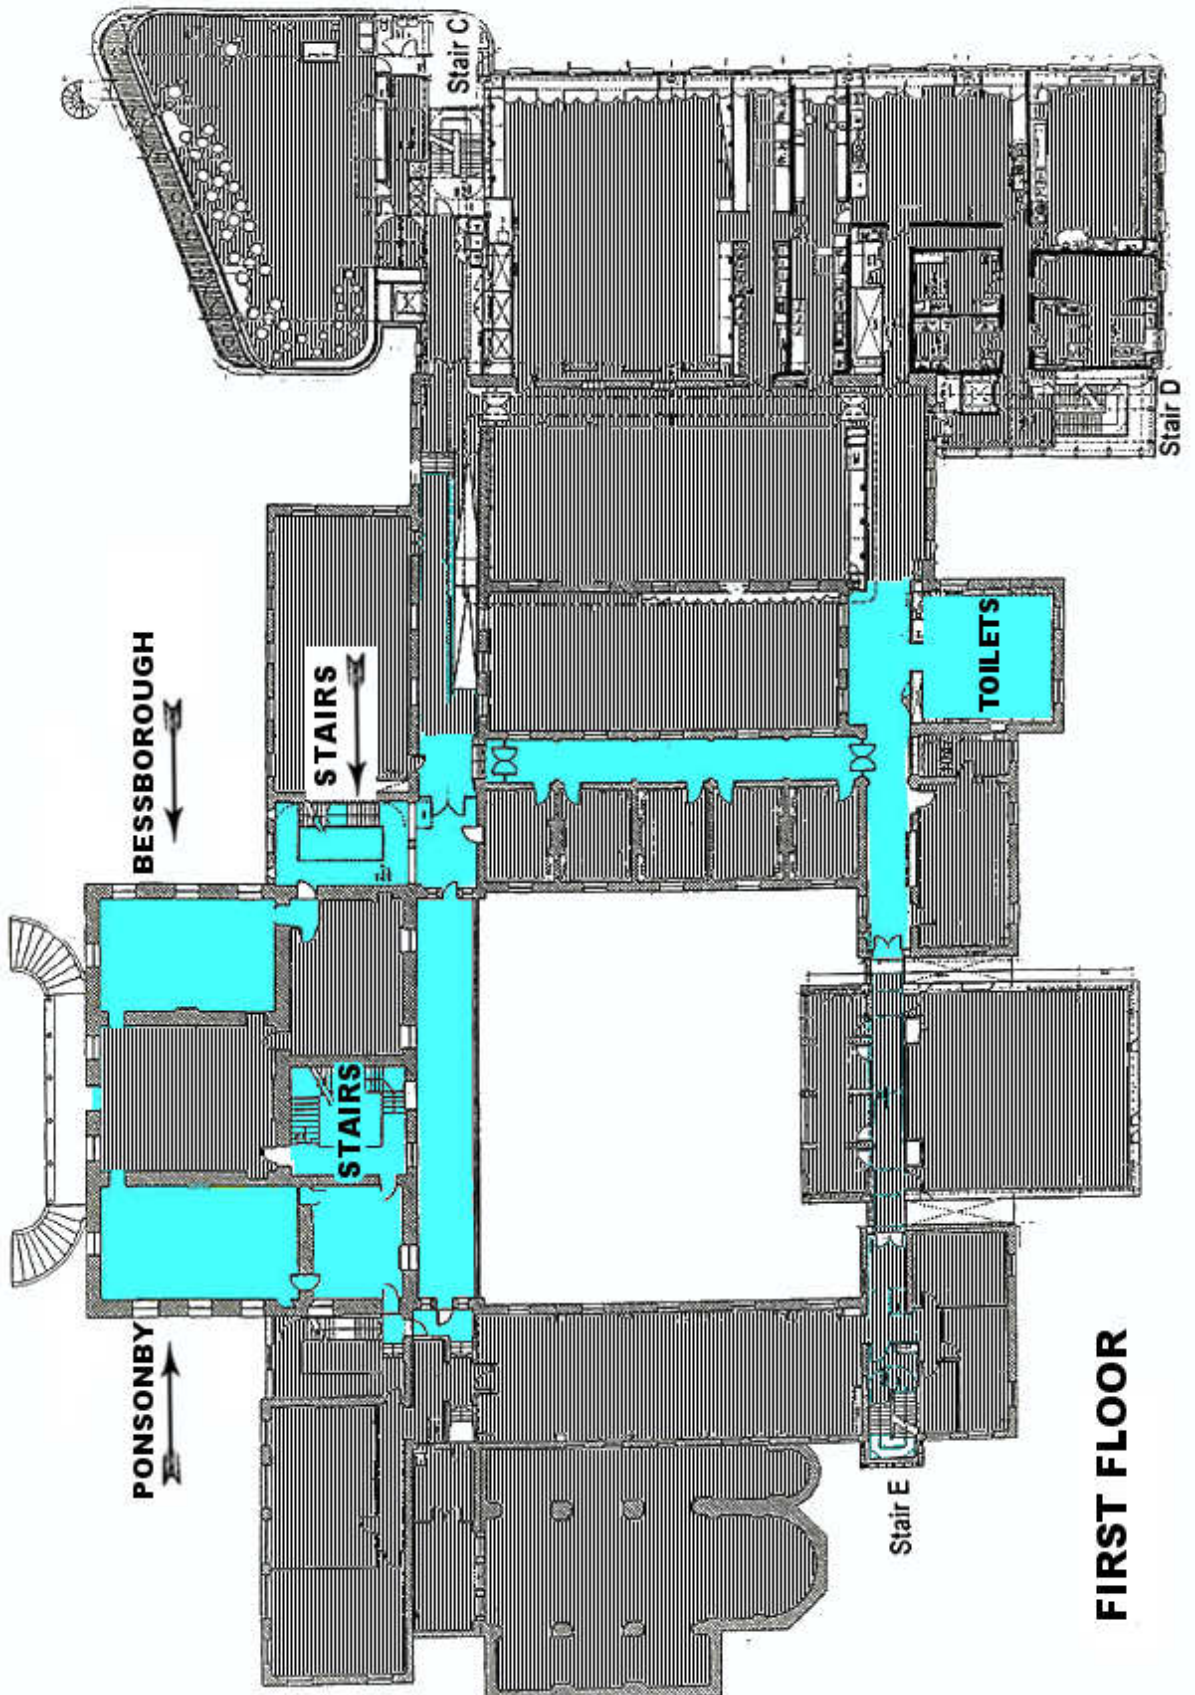 Stair C
BESSBOROUGH
STAIRS
Stair D
TOILETS
STAIRS
PONSONBY
Stair E
FIRST FLOOR